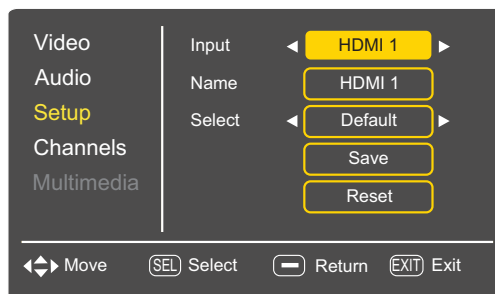 Video
Audio
Setup
Channels
Multimedia
Input HDMI 1
Name HDMI 1
Select Default
Save
Reset
Move SEL Select Return EXIT Exit